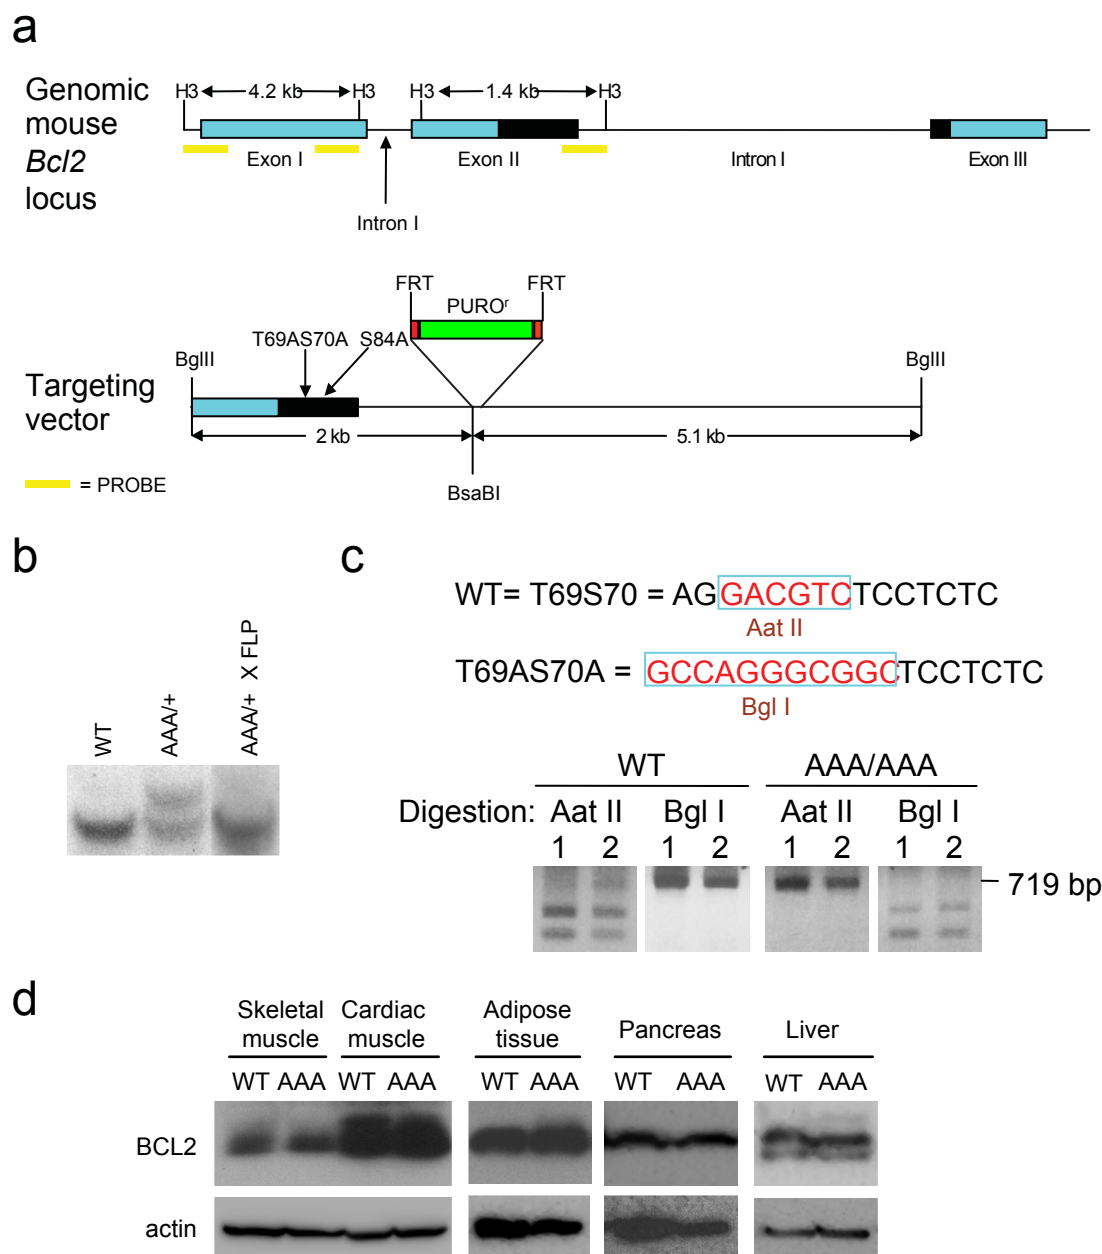 a
Genomic
mouse
Bcl2
locus
H3 4.2 kb H3 H3 1.4 kb H3
Exon I Exon II Intron I Exon III
Intron I
FRT FRT
PUROr
T69AS70A S84A
BglII BglII
Targeting
vector
2 kb 5.1 kb
= PROBE
BsaBI
b
WT AAA/+ AAA/+ X FLP
c
WT= T69S70 = AGGACGTCTCCTCTC
Aat II
T69AS70A = GCCAGGGCGGCTCCTCTC
Bgl I
WT AAA/AAA
Digestion: Aat II Bgl I Aat II Bgl I
1 2 1 2 1 2 1 2
719 bp
d
Skeletal
muscle
Cardiac
muscle
Adipose
tissue
Pancreas
Liver
WT AAA WT AAA WT AAA WT AAA WT AAA
BCL2
actin